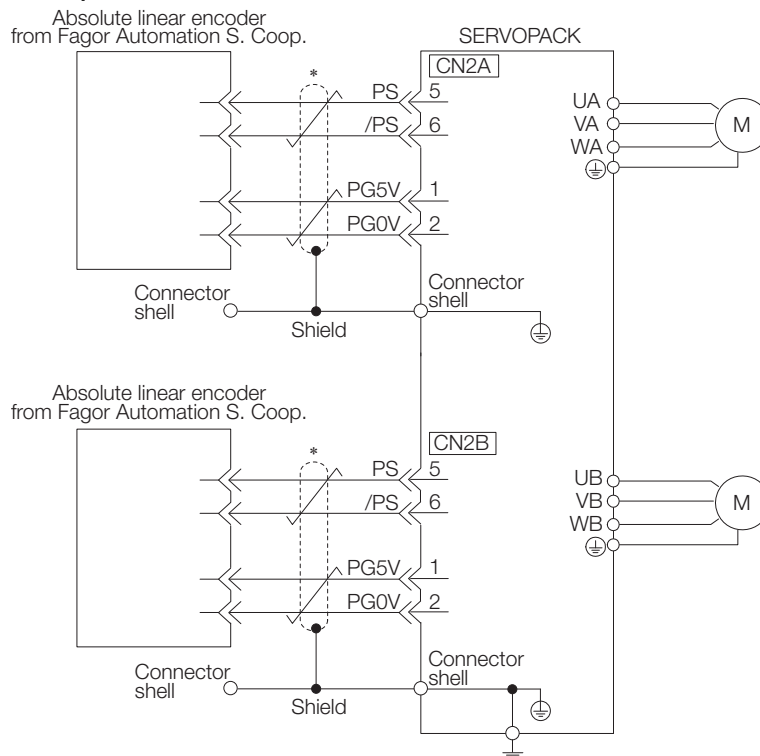 Absolute linear encoder
from Fagor Automation S. Coop.
SERVOPACK
CN2A
*
PS
5
/PS
6
PG5V
1
PG0V
2
UA
VA
WA
M
Connector
shell
Connector
shell
Shield
Absolute linear encoder
from Fagor Automation S. Coop.
CN2B
*
PS
5
/PS
6
PG5V
1
PG0V
2
UB
VB
WB
M
Connector
shell
Connector
shell
Shield